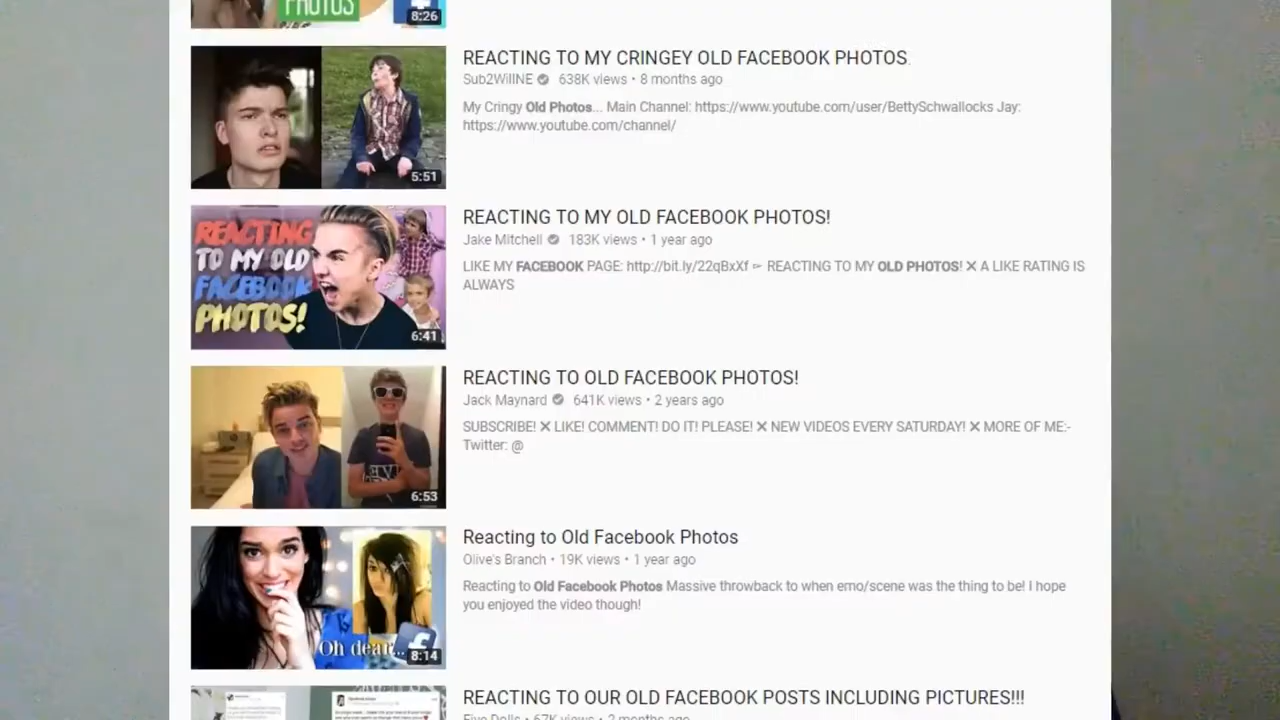 PHOTOS
8:26
REACTING TO MY CRINGEY OLD FACEBOOK PHOTOS.
Sub2WillNE 638K views • 8 months ago
My Cringy Old Photos... Main Channel: https://www.youtube.com/user/BettySchwallocks Jay:
https://www.youtube.com/channel/
5:51
REACTING
TO MY OLD
FACEBOOK
PHOTOS!
6:41
REACTING TO MY OLD FACEBOOK PHOTOS!
Jake Mitchell 183K views • 1 year ago
LIKE MY FACEBOOK PAGE: http://bit.ly/22qBxXf ✄ REACTING TO MY OLD PHOTOS! ✕ A LIKE RATING IS
ALWAYS
6:53
REACTING TO OLD FACEBOOK PHOTOS!
Jack Maynard 641K views • 2 years ago
SUBSCRIBE! ✕ LIKE! COMMENT! DO IT! PLEASE! ✕ NEW VIDEOS EVERY SATURDAY! ✕ MORE OF ME:-
Twitter: @
Oh dear...
8:14
Reacting to Old Facebook Photos
Olive's Branch • 19K views • 1 year ago
Reacting to Old Facebook Photos Massive throwback to when emo/scene was the thing to be! I hope
you enjoyed the video though!
REACTING TO OUR OLD FACEBOOK POSTS INCLUDING PICTURES!!!
Five Dolls • 67K views • 2 months ago